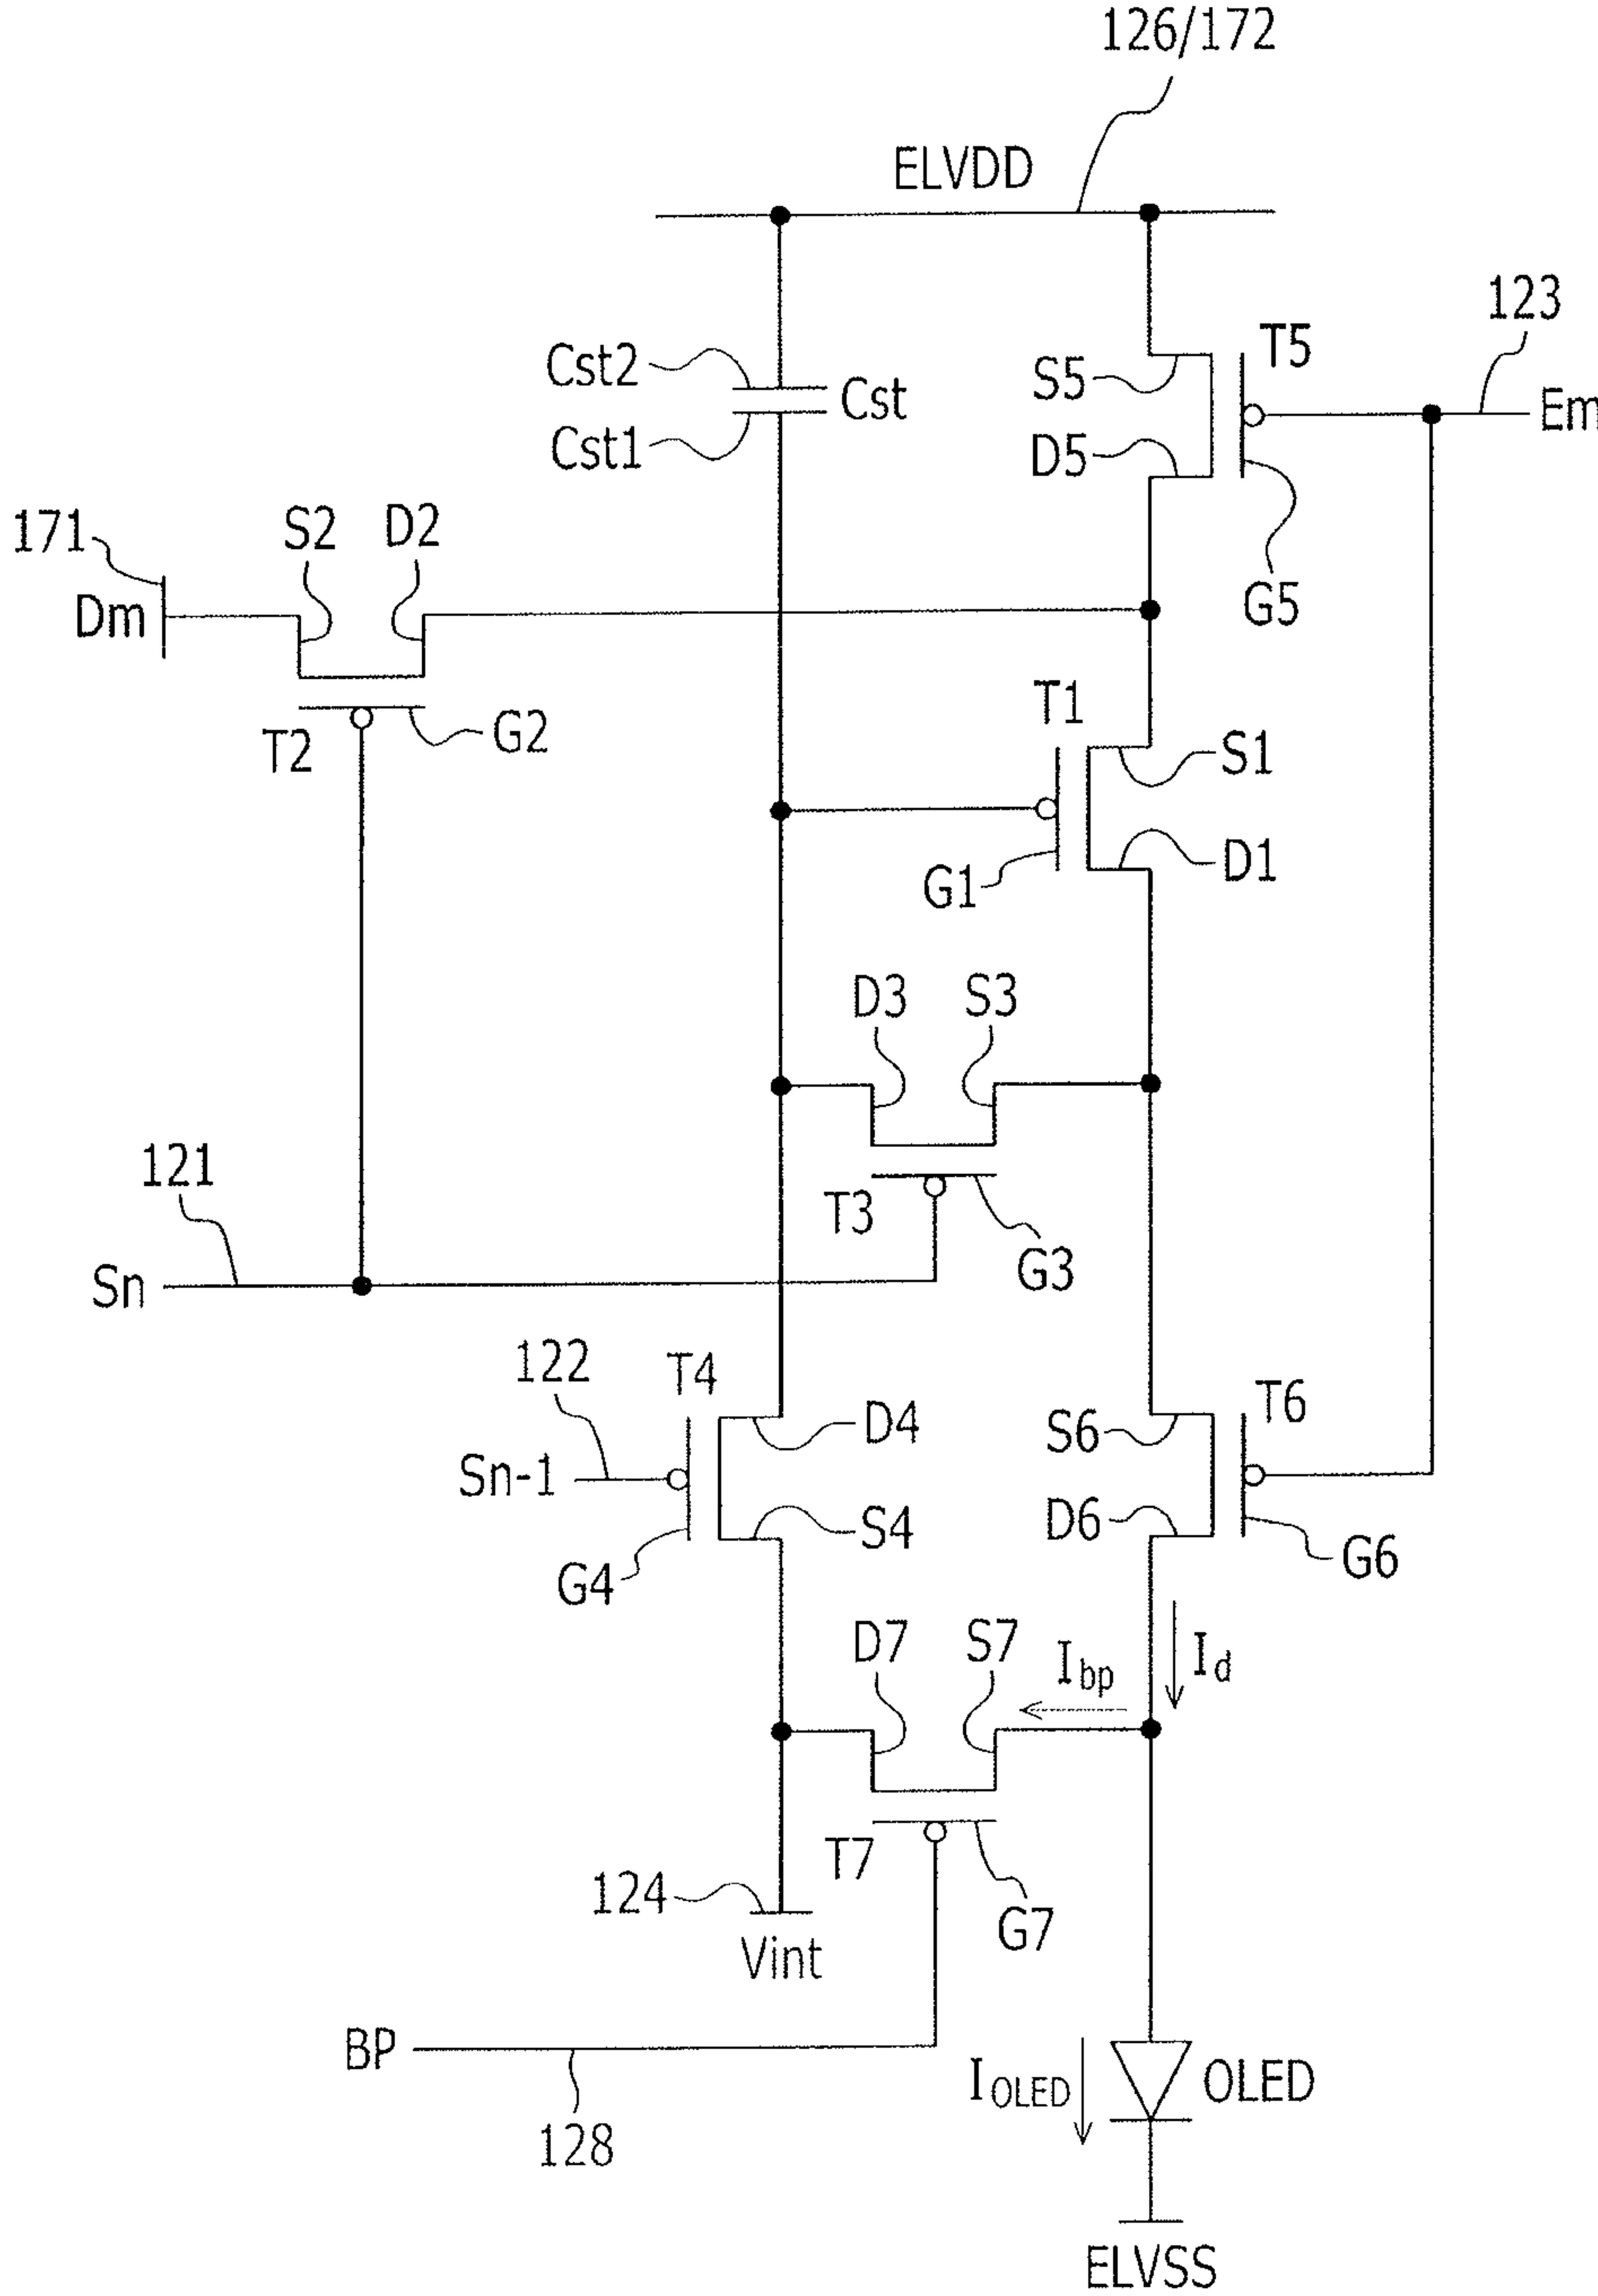 126/172
ELVDD
123
Cst2
Cst
Cst1
S5
T5
Em
D5
G5
171
S2
D2
Dm
T2
G2
T1
S1
G1
D1
D3
S3
121
T3
G3
Sn
122
T4
D4
S6
T6
Sn-1
S4
D6
G4
G6
D7
S7
Ibp
Id
T7
124
G7
Vint
BP
IOLED
OLED
128
ELVSS